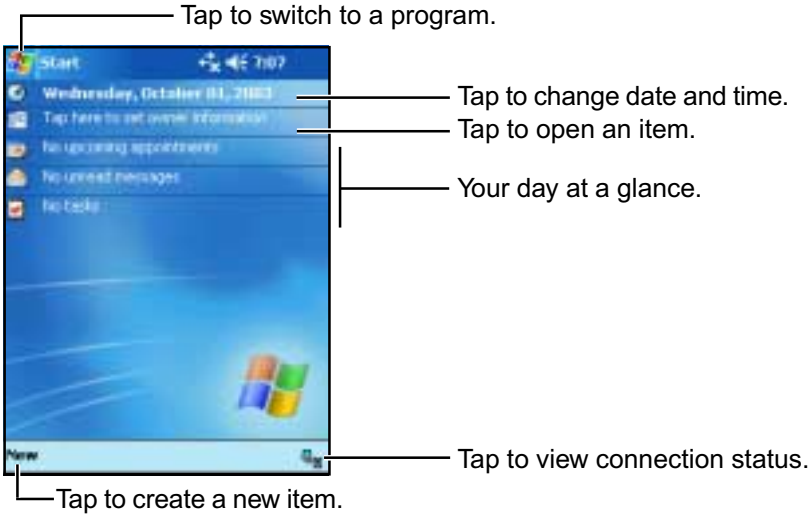 Tap to switch to a program.
Start 7:07
Wednesday, October 01, 2003
Tap to change date and time.
Tap here to set owner information
Tap to open an item.
No upcoming appointments
No unread messages
Your day at a glance.
No tasks
New
Tap to view connection status.
Tap to create a new item.